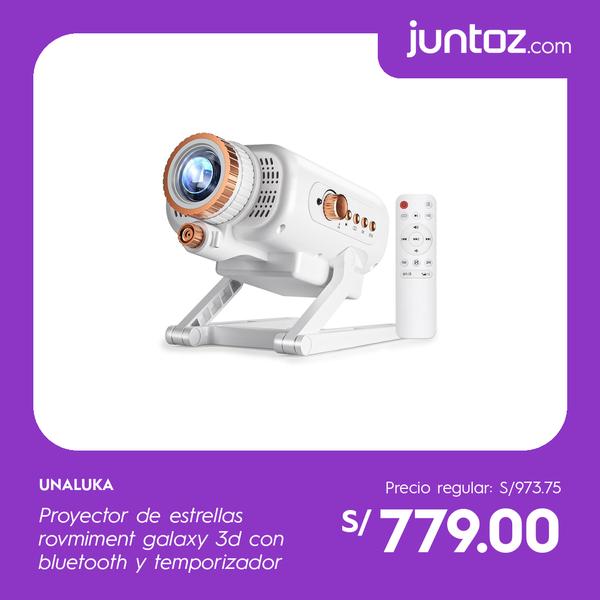 juntoz.com
UNALUKA
Proyector de estrellas
rovmiment galaxy 3d con
bluetooth y temporizador
Precio regular: S/973.75
S/779.00